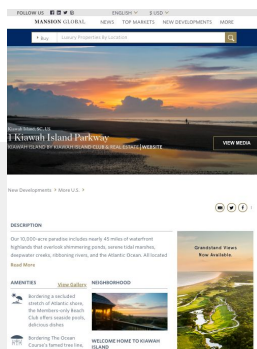 FOLLOW US
ENGLISH
$ USD
MANSION GLOBAL
NEWS TOP MARKETS NEW DEVELOPMENTS MORE
Buy
Luxury Properties By Location
Kiawah Island, SC, US
1 Kiawah Island Parkway
KIAWAH ISLAND BY KIAWAH ISLAND CLUB & REAL ESTATE | WEBSITE
VIEW MEDIA
New Developments > More U.S. >
DESCRIPTION
Our 10,000-acre paradise includes nearly 45 miles of waterfront
highlands that overlook shimmering ponds, serene tidal marshes,
deepwater creeks, ribboning rivers, and the Atlantic Ocean. All located
Read More
Grandstand Views
Now Available.
AMENITIES
View Gallery
NEIGHBORHOOD
Bordering a secluded
stretch of Atlantic shore,
the Members-only Beach
Club offers seaside pools,
delicious dishes
Bordering The Ocean
Course's famed tree line,
WELCOME HOME TO KIAWAH
ISLAND